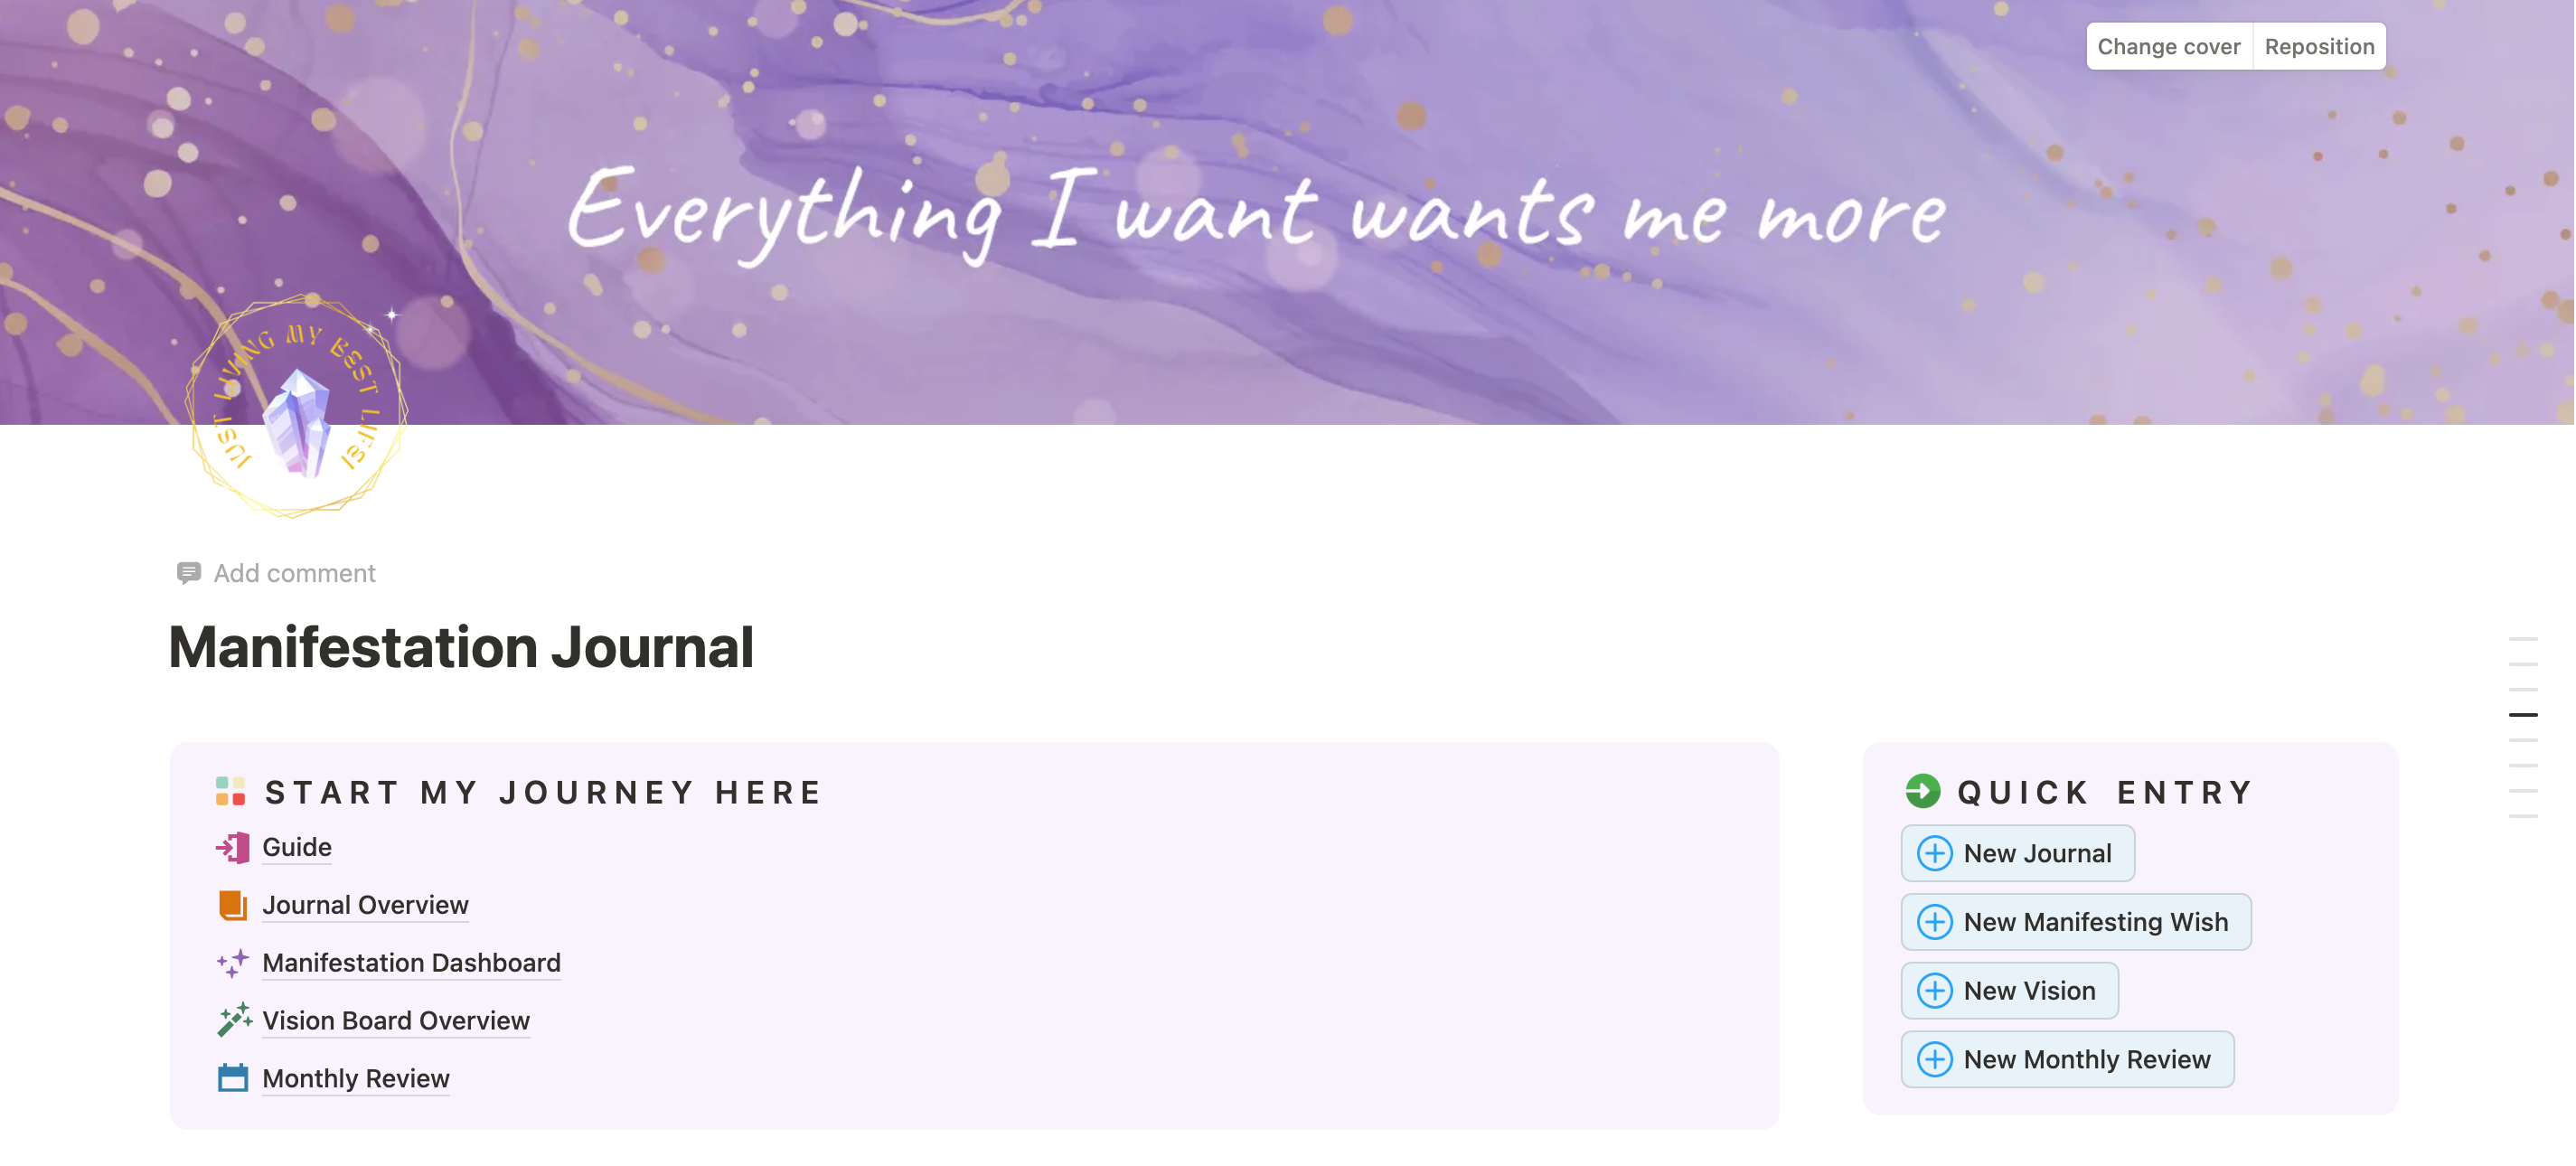 Change cover Reposition
Everything I want wants me more
JUST LIVING MY BEST LIFE!
Add comment
Manifestation Journal
START MY JOURNEY HERE
Guide
Journal Overview
Manifestation Dashboard
Vision Board Overview
Monthly Review
QUICK ENTRY
New Journal
New Manifesting Wish
New Vision
New Monthly Review